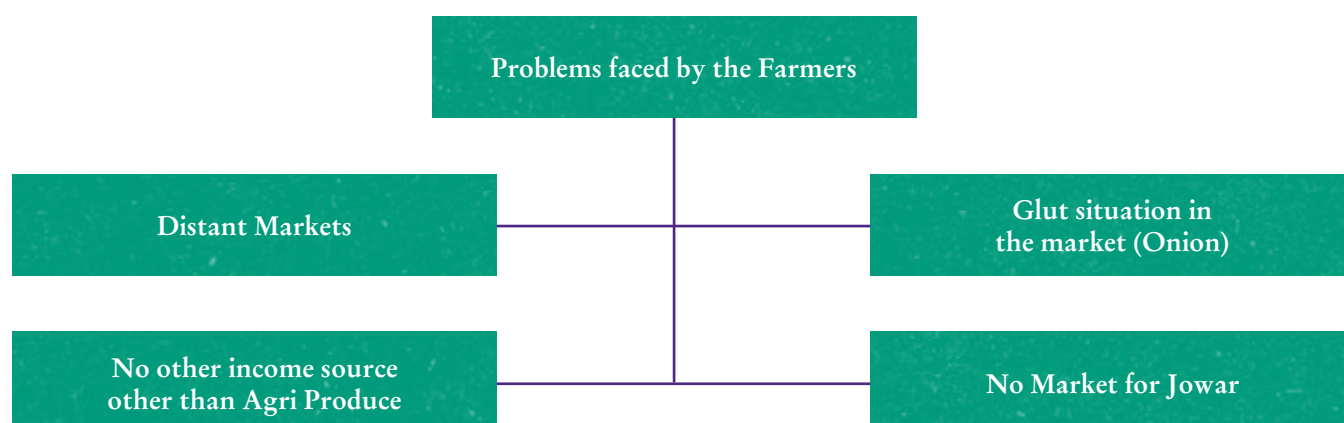 Problems faced by the Farmers
Distant Markets
Glut situation in
the market (Onion)
No other income source
other than Agri Produce
No Market for Jowar